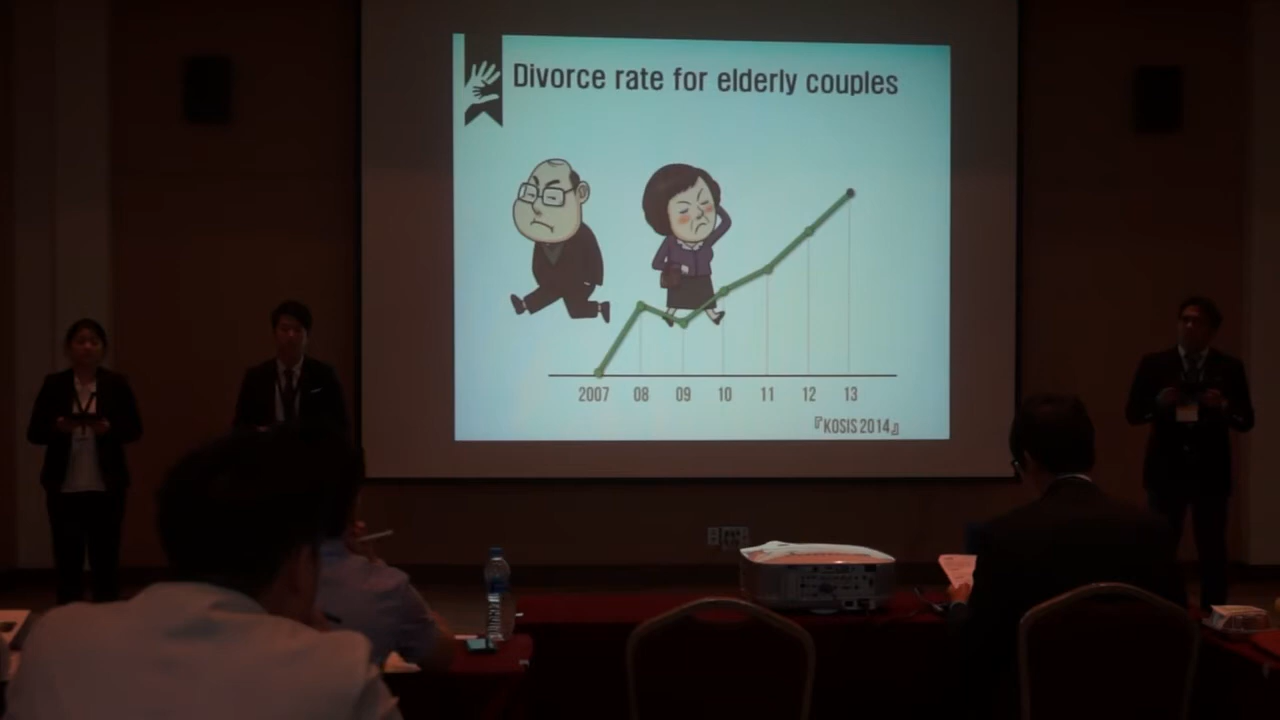 Divorce rate for elderly couples
2007 08 09 10 11 12 13
『KOSIS 2014』